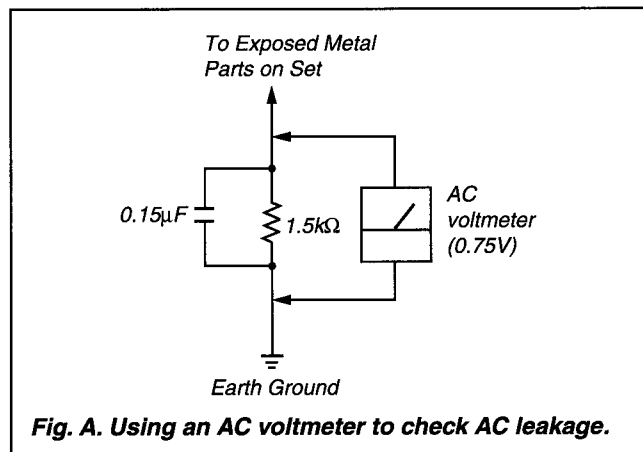 To Exposed Metal
Parts on Set
0.15µF
1.5kΩ
AC
voltmeter
(0.75V)
Earth Ground
Fig. A. Using an AC voltmeter to check AC leakage.